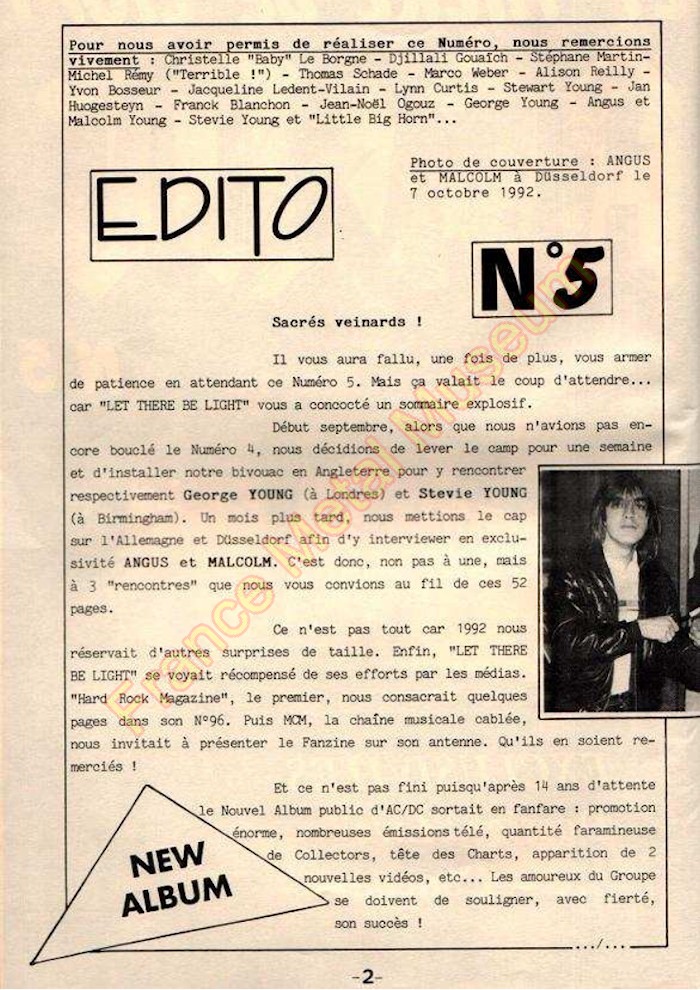 Pour nous avoir permis de réaliser ce Numéro, nous remercions
vivement : Christelle "Baby" Le Borgne - Djillali Gouaïch - Stéphane Martin-
Michel Rémy ("Terrible !") - Thomas Schade - Marco Weber - Alison Reilly -
Yvon Bosseur - Jacqueline Ledent-Vilain - Lynn Curtis - Stewart Young - Jan
Huogesteyn - Franck Blanchon - Jean-Noël Ogouz - George Young - Angus et
Malcolm Young - Stevie Young et "Little Big Horn"...
Photo de couverture : ANGUS
et MALCOLM à Düsseldorf le
7 octobre 1992.
EDITO
N°5
Sacrés veinards !
Il vous aura fallu, une fois de plus, vous armer
de patience en attendant ce Numéro 5. Mais ça valait le coup d'attendre...
car "LET THERE BE LIGHT" vous a concocté un sommaire explosif.
Début septembre, alors que nous n'avions pas en-
core bouclé le Numéro 4, nous décidions de lever le camp pour une semaine
et d'installer notre bivouac en Angleterre pour y rencontrer
respectivement George YOUNG (à Londres) et Stevie YOUNG
(à Birmingham). Un mois plus tard, nous mettions le cap
sur l'Allemagne et Düsseldorf afin d'y interviewer en exclu-
sivité ANGUS et MALCOLM. C'est donc, non pas à une, mais
à 3 "rencontres" que nous vous convions au fil de ces 52
pages.
Ce n'est pas tout car 1992 nous
réservait d'autres surprises de taille. Enfin, "LET THERE
BE LIGHT" se voyait récompensé de ses efforts par les médias.
"Hard Rock Magazine", le premier, nous consacrait quelques
pages dans son N°96. Puis MCM, la chaîne musicale cablée,
nous invitait à présenter le Fanzine sur son antenne. Qu'ils en soient re-
merciés !
Et ce n'est pas fini puisqu'après 14 ans d'attente
le Nouvel Album public d'AC/DC sortait en fanfare : promotion
énorme, nombreuses émissions télé, quantité faramineuse
de Collectors, tête des Charts, apparition de 2
nouvelles vidéos, etc... Les amoureux du Groupe
se doivent de souligner, avec fierté,
son succès !
NEW
ALBUM
.../...
-2-
France Metal Museum